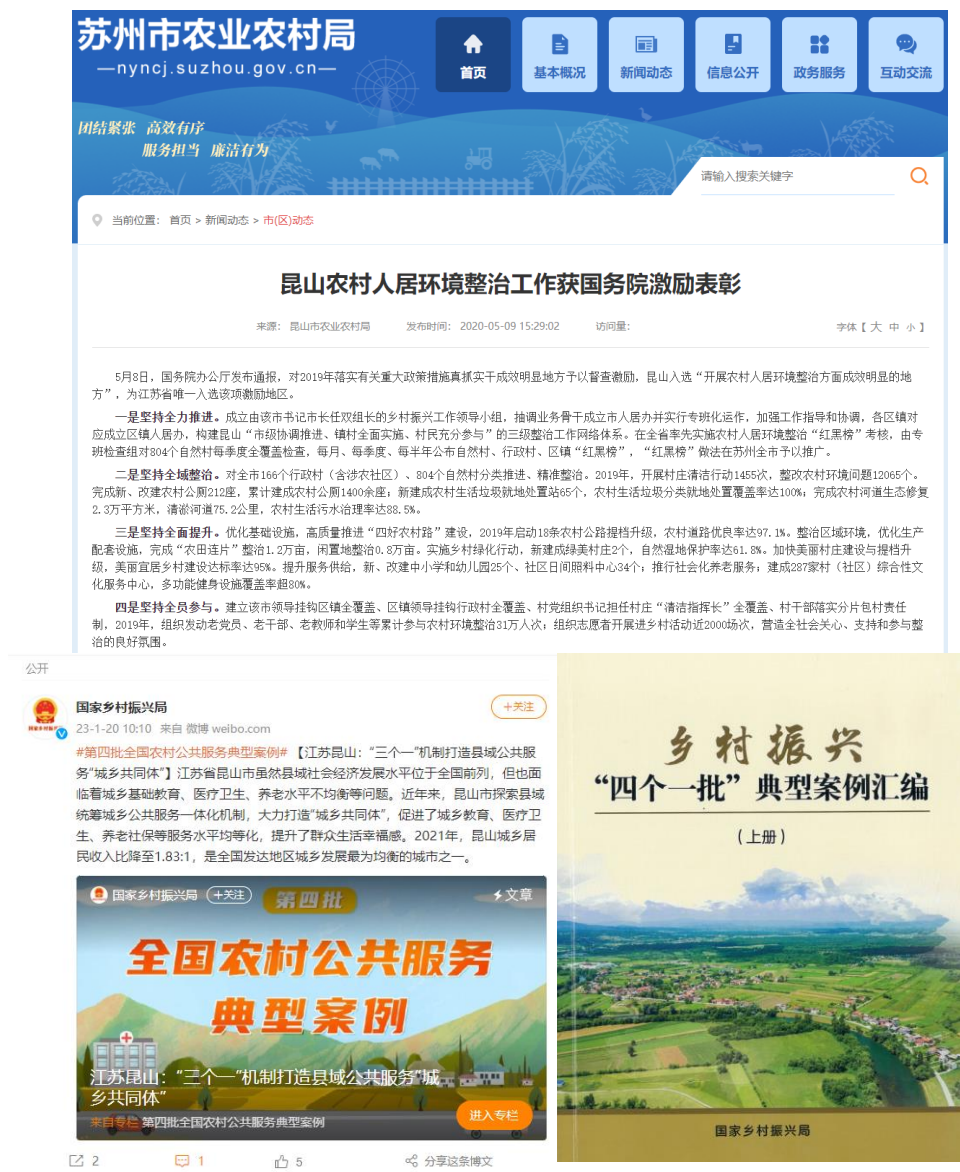 苏州市农业农村局
—nyncj.suzhou.gov.cn—
首页
基本概况
新闻动态
信息公开
政务服务
互动交流
团结紧张 高效有序
服务担当 廉洁有为
请输入搜索关键字
当前位置： 首页 > 新闻动态 > 市(区)动态
昆山农村人居环境整治工作获国务院激励表彰
来源： 昆山市农业农村局 发布时间： 2020-05-09 15:29:02 访问量： 字体【 大 中 小 】
5月8日，国务院办公厅发布通报，对2019年落实有关重大政策措施真抓实干成效明显地方予以督查激励，昆山入选“开展农村人居环境整治方面成效明显的地
方”，为江苏省唯一入选该项激励地区。
一是坚持全力推进。成立由该市书记市长任双组长的乡村振兴工作领导小组，抽调业务骨干成立市人居办并实行专班化运作，加强工作指导和协调，各区镇对
应成立区镇人居办，构建昆山“市级协调推进、镇村全面实施、村民充分参与”的三级整治工作网络体系。在全省率先实施农村人居环境整治“红黑榜”考核，由专
班检查组对804个自然村每季度全覆盖检查，每月、每季度、每半年公布自然村、行政村、区镇“红黑榜”，“红黑榜”做法在苏州全市予以推广。
二是坚持全域整治。对全市166个行政村（含涉农社区）、804个自然村分类推进、精准整治。2019年，开展村庄清洁行动1455次，整改农村环境问题12065个。
完成新、改建农村公厕212座，累计建成农村公厕1400余座；新建成农村生活垃圾就地处置站65个，农村生活垃圾分类就地处置覆盖率达100%；完成农村河道生态修复
2.3万平方米，清淤河道75.2公里，农村生活污水治理率达88.5%。
三是坚持全面提升。优化基础设施，高质量推进“四好农村路”建设，2019年启动18条农村公路提档升级，农村道路优良率达97.1%。整治区域环境，优化生产
配套设施，完成“农田连片”整治1.2万亩，闲置地整治0.8万亩。实施乡村绿化行动，新建成绿美村庄2个，自然湿地保护率达61.8%。加快美丽村庄建设与提档升
级，美丽宜居乡村建设达标率达95%。提升服务供给，新、改建中小学和幼儿园25个、社区日间照料中心34个；推行社会化养老服务；建成287家村（社区）综合性文
化服务中心，多功能健身设施覆盖率超80%。
四是坚持全员参与。建立该市领导挂钩区镇全覆盖、区镇领导挂钩行政村全覆盖、村党组织书记担任村庄“清洁指挥长”全覆盖、村干部落实分片包村责任
制，2019年，组织发动老党员、老干部、老教师和学生等累计参与农村环境整治31万人次；组织志愿者开展进乡村活动近2000场次，营造全社会关心、支持和参与整
治的良好氛围。
公开
国家乡村振兴局
+关注
23-1-20 10:10 来自 微博 weibo.com
#第四批全国农村公共服务典型案例# 【江苏昆山：“三个一”机制打造县域公共服
务“城乡共同体”】江苏省昆山市虽然县域社会经济发展水平位于全国前列，但也面
临着城乡基础教育、医疗卫生、养老水平不均衡等问题。近年来，昆山市探索县域
统筹城乡公共服务一体化机制，大力打造“城乡共同体”，促进了城乡教育、医疗卫
生、养老社保等服务水平均等化，提升了群众生活幸福感。2021年，昆山城乡居
民收入比降至1.83:1，是全国发达地区城乡发展最为均衡的城市之一。
国家乡村振兴局 +关注 第四批 文章
全国农村公共服务
典型案例
江苏昆山：“三个一”机制打造县域公共服务“城
乡共同体”
来自专栏 第四批全国农村公共服务典型案例
进入专栏
2
1
5
分享这条博文
乡村振兴
“四个一批”典型案例汇编
（上册）
国家乡村振兴局